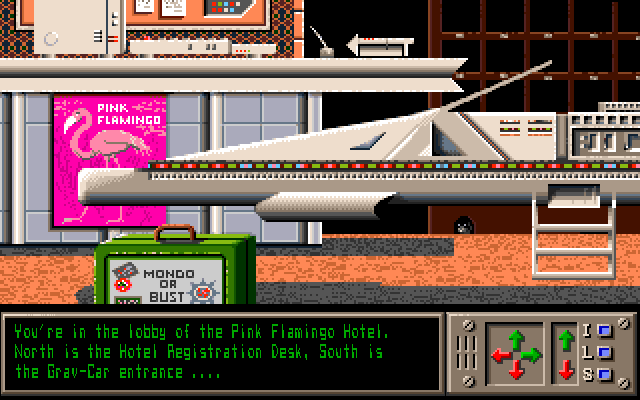 PINK
FLAMINGO
MONDO
OR
BUST
You're in the lobby of the Pink Flamingo Hotel.
North is the Hotel Registration Desk, South is
the Grav-Car entrance ....
I
L
S